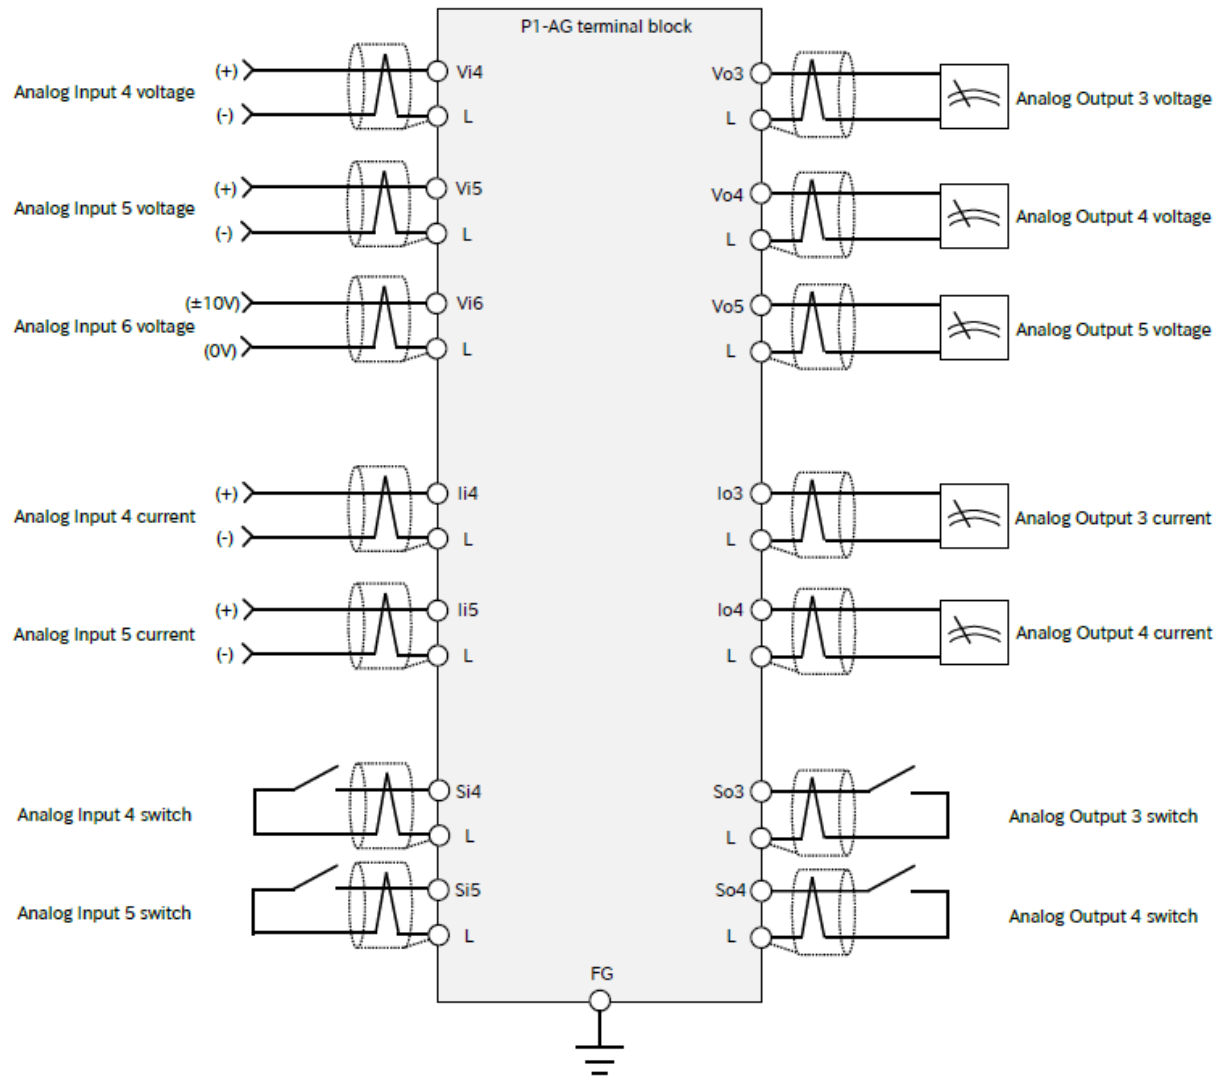 P1-AG terminal block
Analog Input 4 voltage
(+)
(-)
Vi4
L
Analog Input 5 voltage
(+)
(-)
Vi5
L
Analog Input 6 voltage
(±10V)
(0V)
Vi6
L
Analog Input 4 current
(+)
(-)
Ii4
L
Analog Input 5 current
(+)
(-)
Ii5
L
Analog Input 4 switch
Si4
L
Analog Input 5 switch
Si5
L
Vo3
L
Analog Output 3 voltage
Vo4
L
Analog Output 4 voltage
Vo5
L
Analog Output 5 voltage
Io3
L
Analog Output 3 current
Io4
L
Analog Output 4 current
So3
L
Analog Output 3 switch
So4
L
Analog Output 4 switch
FG